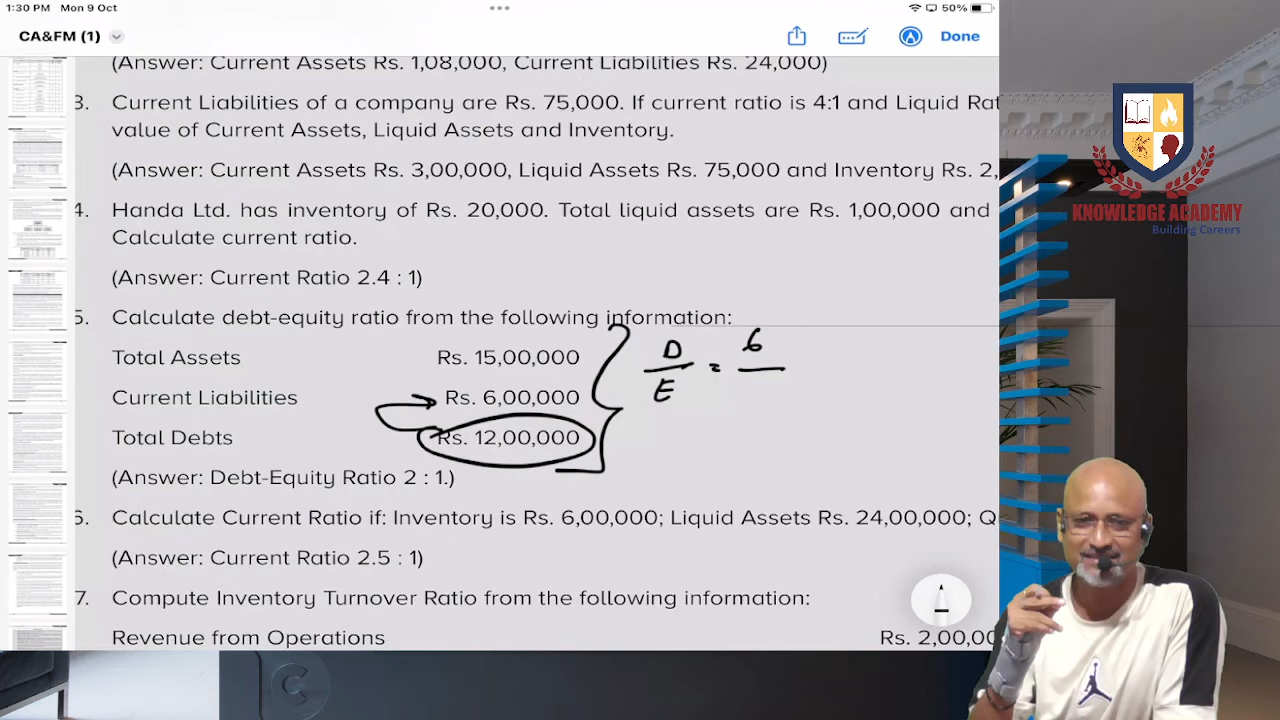 1:30 PM Mon 9 Oct
50%
CA&FM (1)
Done
(Answer: Current Assets Rs. 1,08,000, Current Liabilities Rs. 24,000)
3. Current Liabilities of a company are Rs. 75,000. If current ratio is 4:1 and Liquid Rat
value of Current Assets, Liquid Assets and Inventory.
(Answer: Current Assets Rs. 3,00,000, Liquid Assets Rs. 75,000 and Inventory Rs. 2,
4. Honda Ltd has inventory of Rs. 20,000. Total liquid assets are Rs. 1,00,000 and
Calculate current ratio.
(Answer: Current Ratio 2.4 : 1)
5. Calculate debt-equity ratio from the following information:
Total Assets Rs. 15,00,000
Current Liabilities Rs. 6,00,000
Total Debts ,00,000
D/E = 6
(Answer: Debt-Equity Ratio 2 : 1)
6. Calculate Current Ratio if: Inventory is Rs. 6,00,000; Liquid Assets Rs. 24,00,000; Q
(Answer: Current Ratio 2.5 : 1)
7. Compute Inventory Turnover Ratio from the following information:
Revenue from Operations Rs. 2,00,00
KNOWLEDGE ACADEMY
Building Careers